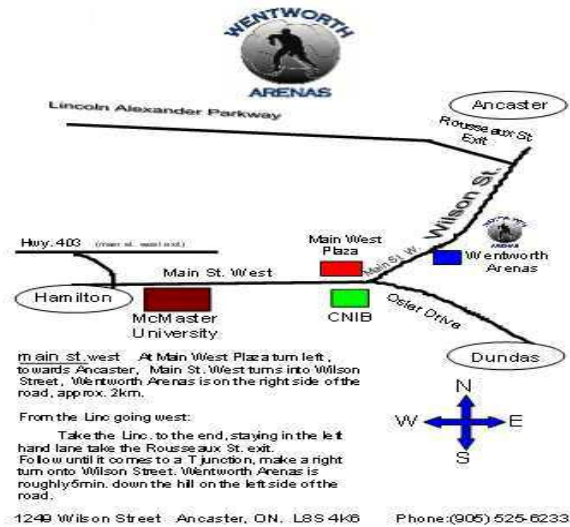 WENTWORTH
ARENAS
Lincoln Alexander Parkway
Ancaster
Rousseaux St
Exit
Wilson St.
Hwy. 403 (main st. west exit)
Main West
Plaza
Main St. W.
Wentworth
Arenas
Main St. West
Hamilton
McMaster
University
CNIB
Osler Drive
Dundas
main st. west At Main West Plaza turn left,
towards Ancaster, Main St. West turns into Wilson
Street, Wentworth Arenas is on the right side of the
road, approx. 2km.
From the Linc going west:
Take the Linc. to the end, staying in the left
hand lane take the Rousseaux St. exit.
Follow until it comes to a T junction, make a right
turn onto Wilson Street. Wentworth Arenas is
roughly 5min. down the hill on the left side of the
road.
N
W E
S
1249 Wilson Street Ancaster, ON. L8S 4K6 Phone:(905) 525-6233